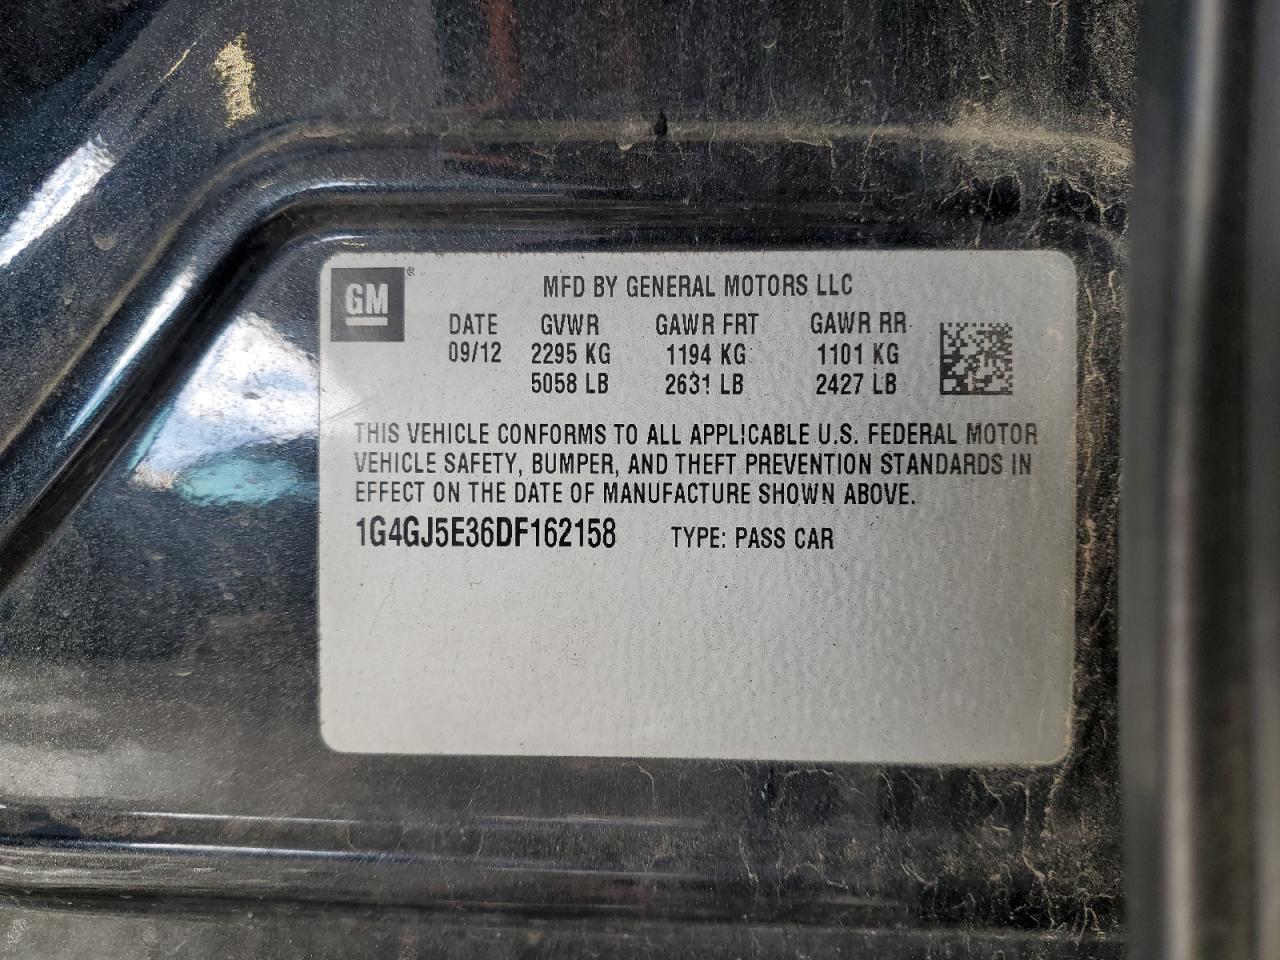 GM ®
MFD BY GENERAL MOTORS LLC
DATE GVWR GAWR FRT GAWR RR
09/12 2295 KG 1194 KG 1101 KG
5058 LB 2631 LB 2427 LB
THIS VEHICLE CONFORMS TO ALL APPLICABLE U.S. FEDERAL MOTOR
VEHICLE SAFETY, BUMPER, AND THEFT PREVENTION STANDARDS IN
EFFECT ON THE DATE OF MANUFACTURE SHOWN ABOVE.
1G4GJ5E36DF162158 TYPE: PASS CAR